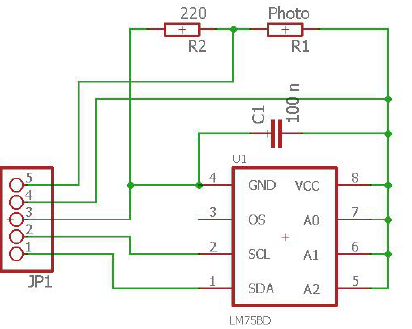 220 Photo
R2 R1
C1 100 n
U1
4 GND VCC 8
3 OS A0 7
2 SCL A1 6
1 SDA A2 5
LM75BD
5
4
3
2
1
JP1